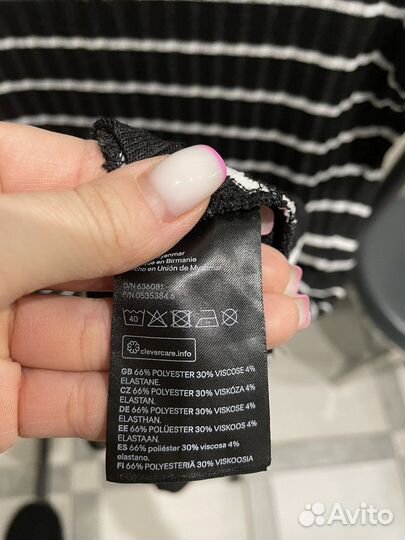 Myanmar
en Birmanie
cho en Unión de Myanmar
O/N 636081
P/N 0535384.6
40
clevercare.info
GB 66% POLYESTER 30% VISCOSE 4%
ELASTANE.
CZ 66% POLYESTER 30% VISKÓZA 4%
ELASTAN.
DE 66% POLYESTER 30% VISKOSE 4%
ELASTHAN.
EE 66% POLÜESTER 30% VISKOOS 4%
ELASTAAN.
ES 66% poliéster 30% viscosa 4%
elastano.
FI 66% POLYESTERIÄ 30% VISKOOSIA
Avito